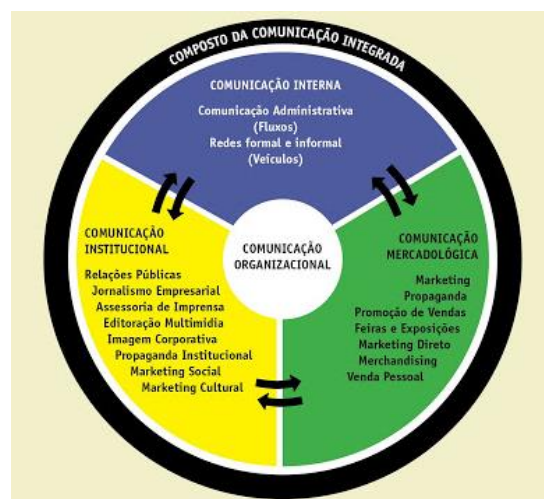 COMPOSTO DA COMUNICAÇÃO INTEGRADA
COMUNICAÇÃO INTERNA
Comunicação Administrativa
(Fluxos)
Redes formal e informal
(Veículos)
COMUNICAÇÃO
INSTITUCIONAL
Relações Públicas
Jornalismo Empresarial
Assessoria de Imprensa
Editoração Multimidia
Imagem Corporativa
Propaganda Institucional
Marketing Social
Marketing Cultural
COMUNICAÇÃO
ORGANIZACIONAL
COMUNICAÇÃO
MERCADOLÓGICA
Marketing
Propaganda
Promoção de Vendas
Feiras e Exposições
Marketing Direto
Merchandising
Venda Pessoal